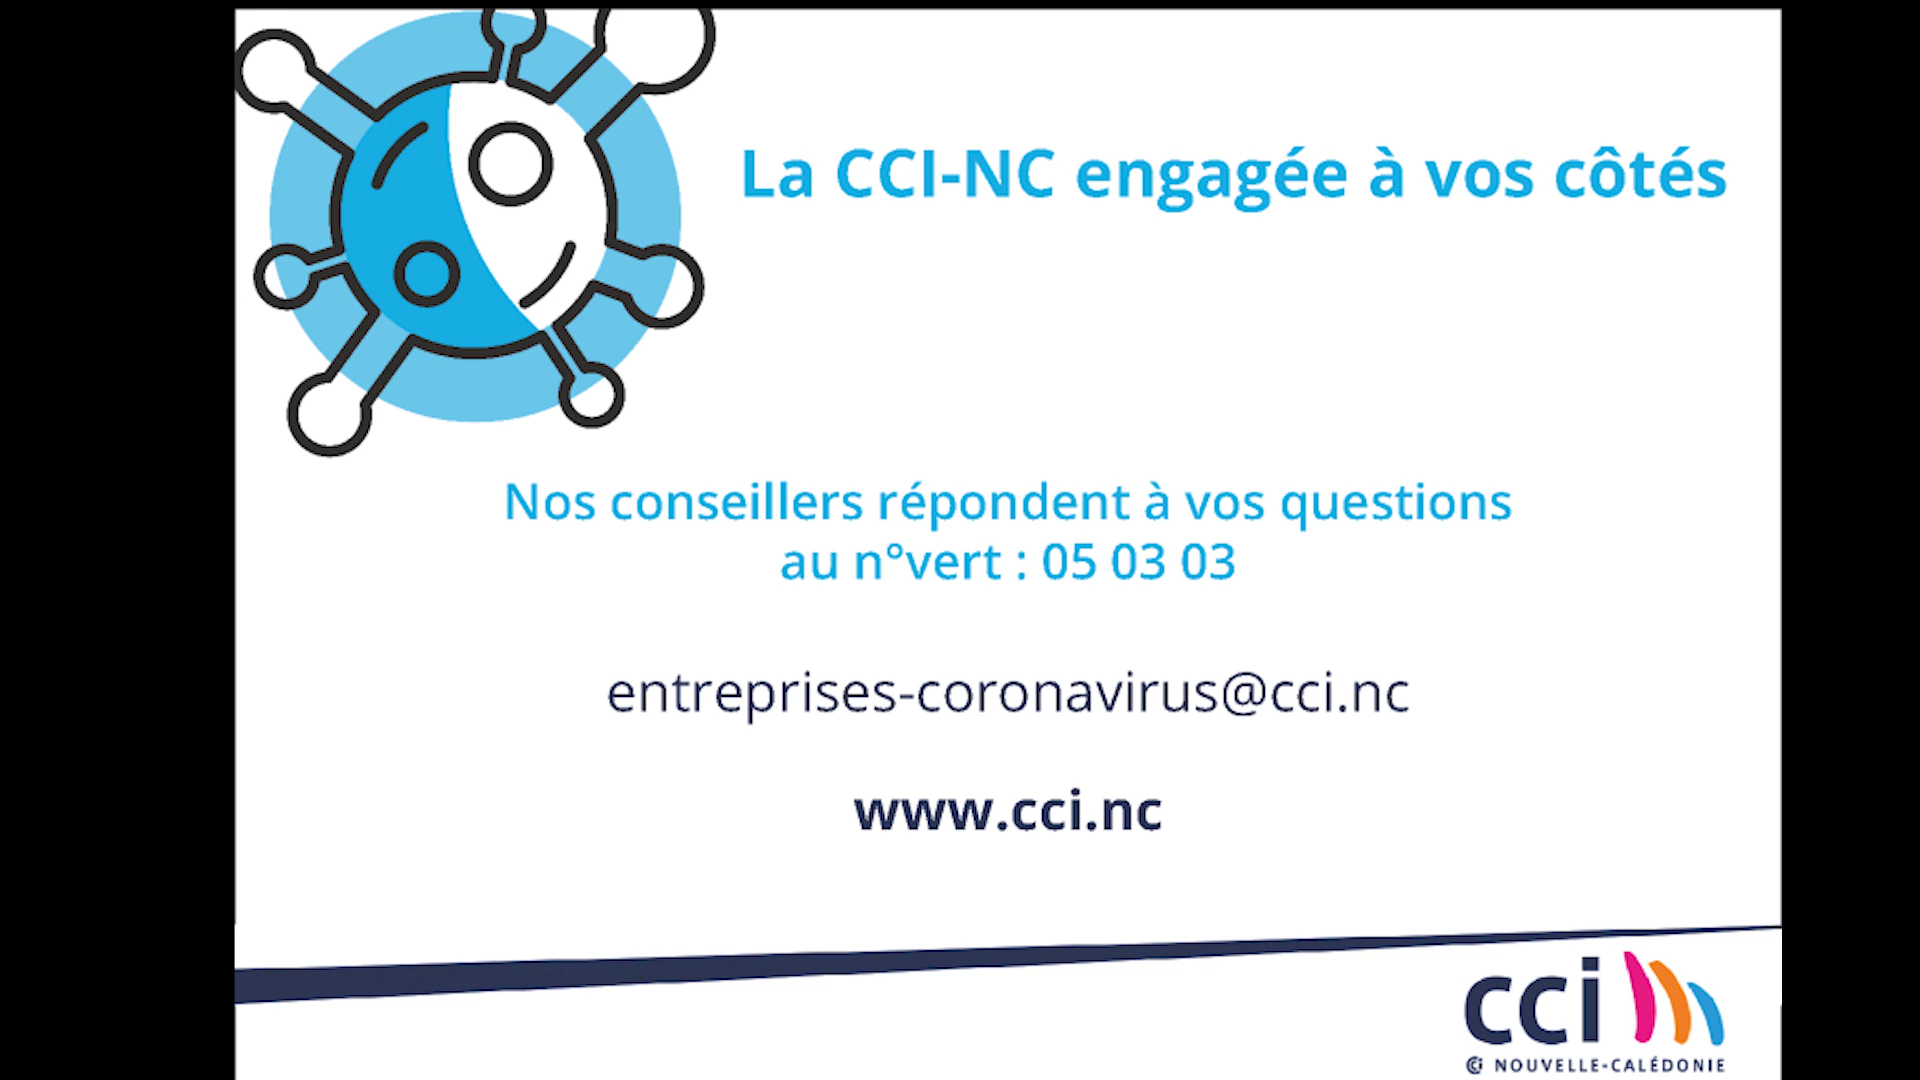 La CCI-NC engagée à vos côtés
Nos conseillers répondent à vos questions
au n°vert : 05 03 03
entreprises-coronavirus@cci.nc
www.cci.nc
cci
NOUVELLE-CALÉDONIE